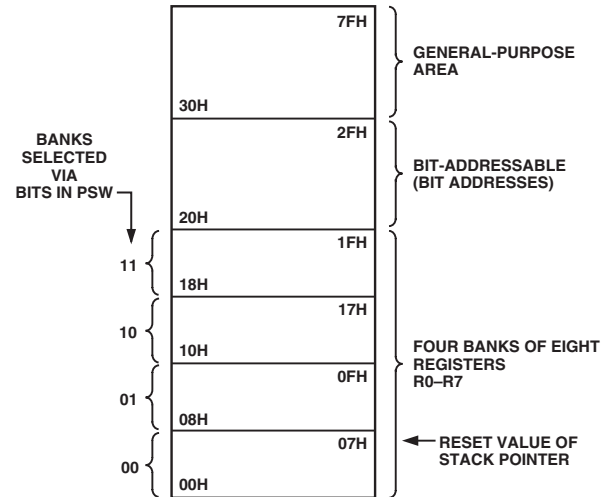 7FH
GENERAL-PURPOSE
AREA
30H
BANKS
SELECTED
VIA
BITS IN PSW
2FH
BIT-ADDRESSABLE
(BIT ADDRESSES)
20H
11
1FH
18H
10
17H
10H
FOUR BANKS OF EIGHT
REGISTERS
R0–R7
01
0FH
08H
00
07H
00H
RESET VALUE OF
STACK POINTER